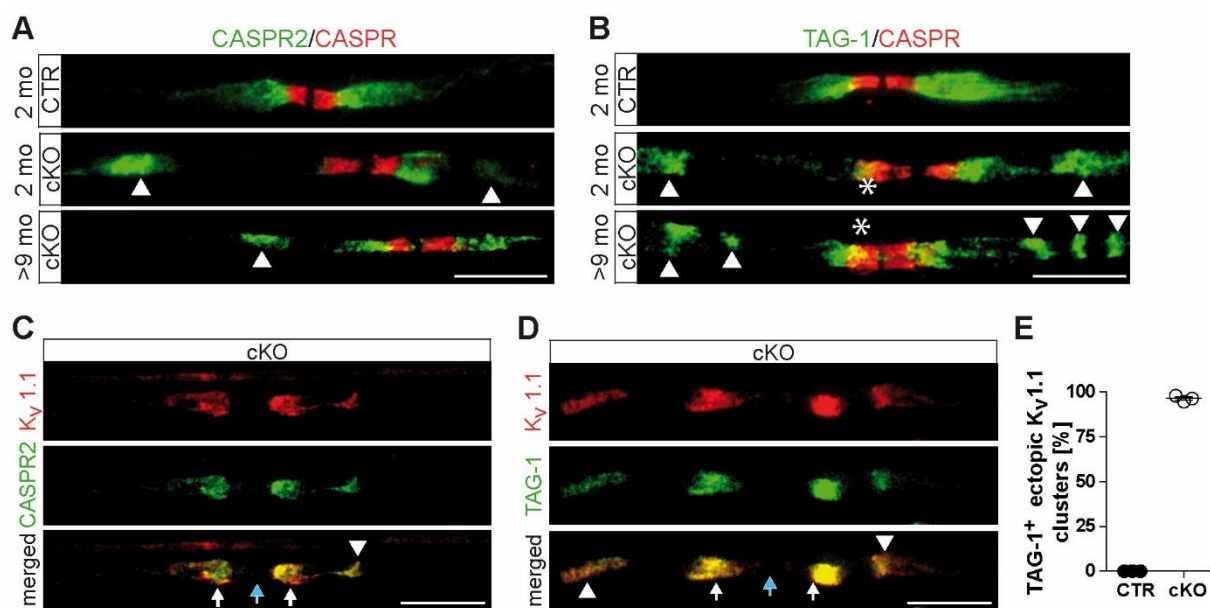 A
CASPR2/CASPR
2 mo
CTR
2 mo
cKO
>9 mo
cKO
B
TAG-1/CASPR
2 mo
CTR
2 mo
cKO
*
>9 mo
cKO
*
C
cKO
Kv 1.1
CASPR2
merged
D
cKO
Kv 1.1
TAG-1
merged
E
TAG-1+ ectopic Kv1.1
clusters [%]
100
75
50
25
0
CTR cKO